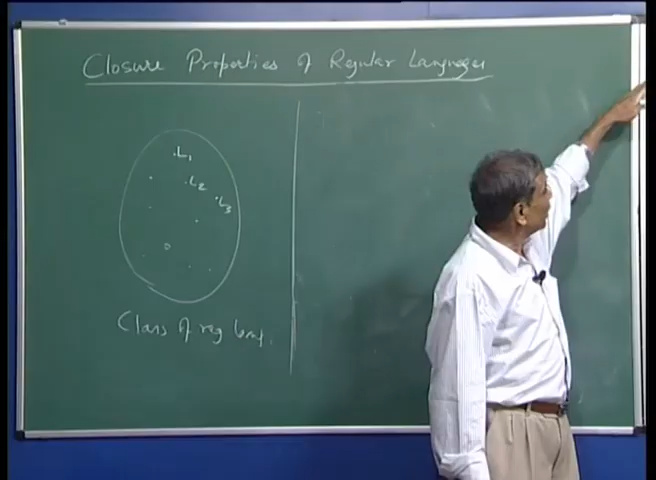 Closure Properties of Regular Languages
L1
L2
L3
Class of reg lang.